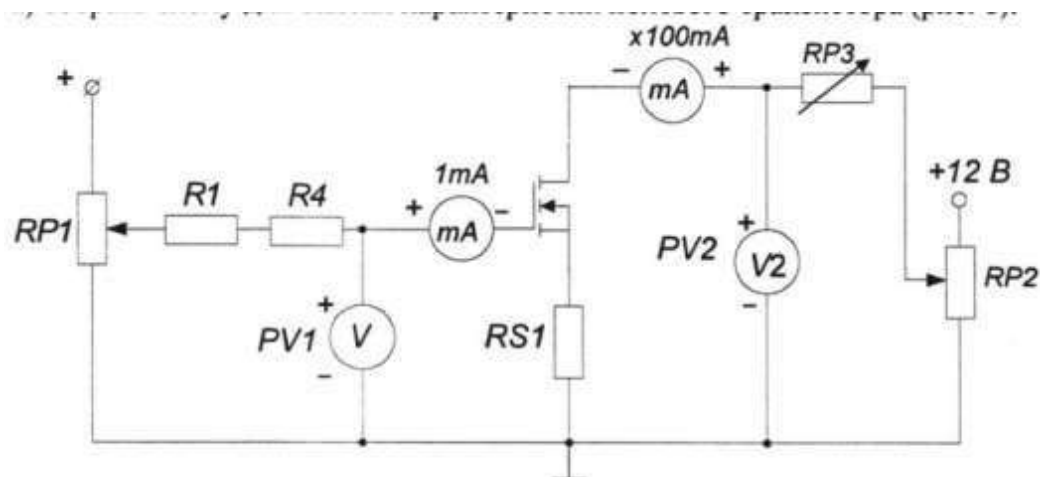 x100mA
RP3
− mA +
+
1mA
+12 В
R1 R4
RP1
+ mA −
PV2
+ V2 −
RP2
PV1
+ V −
RS1